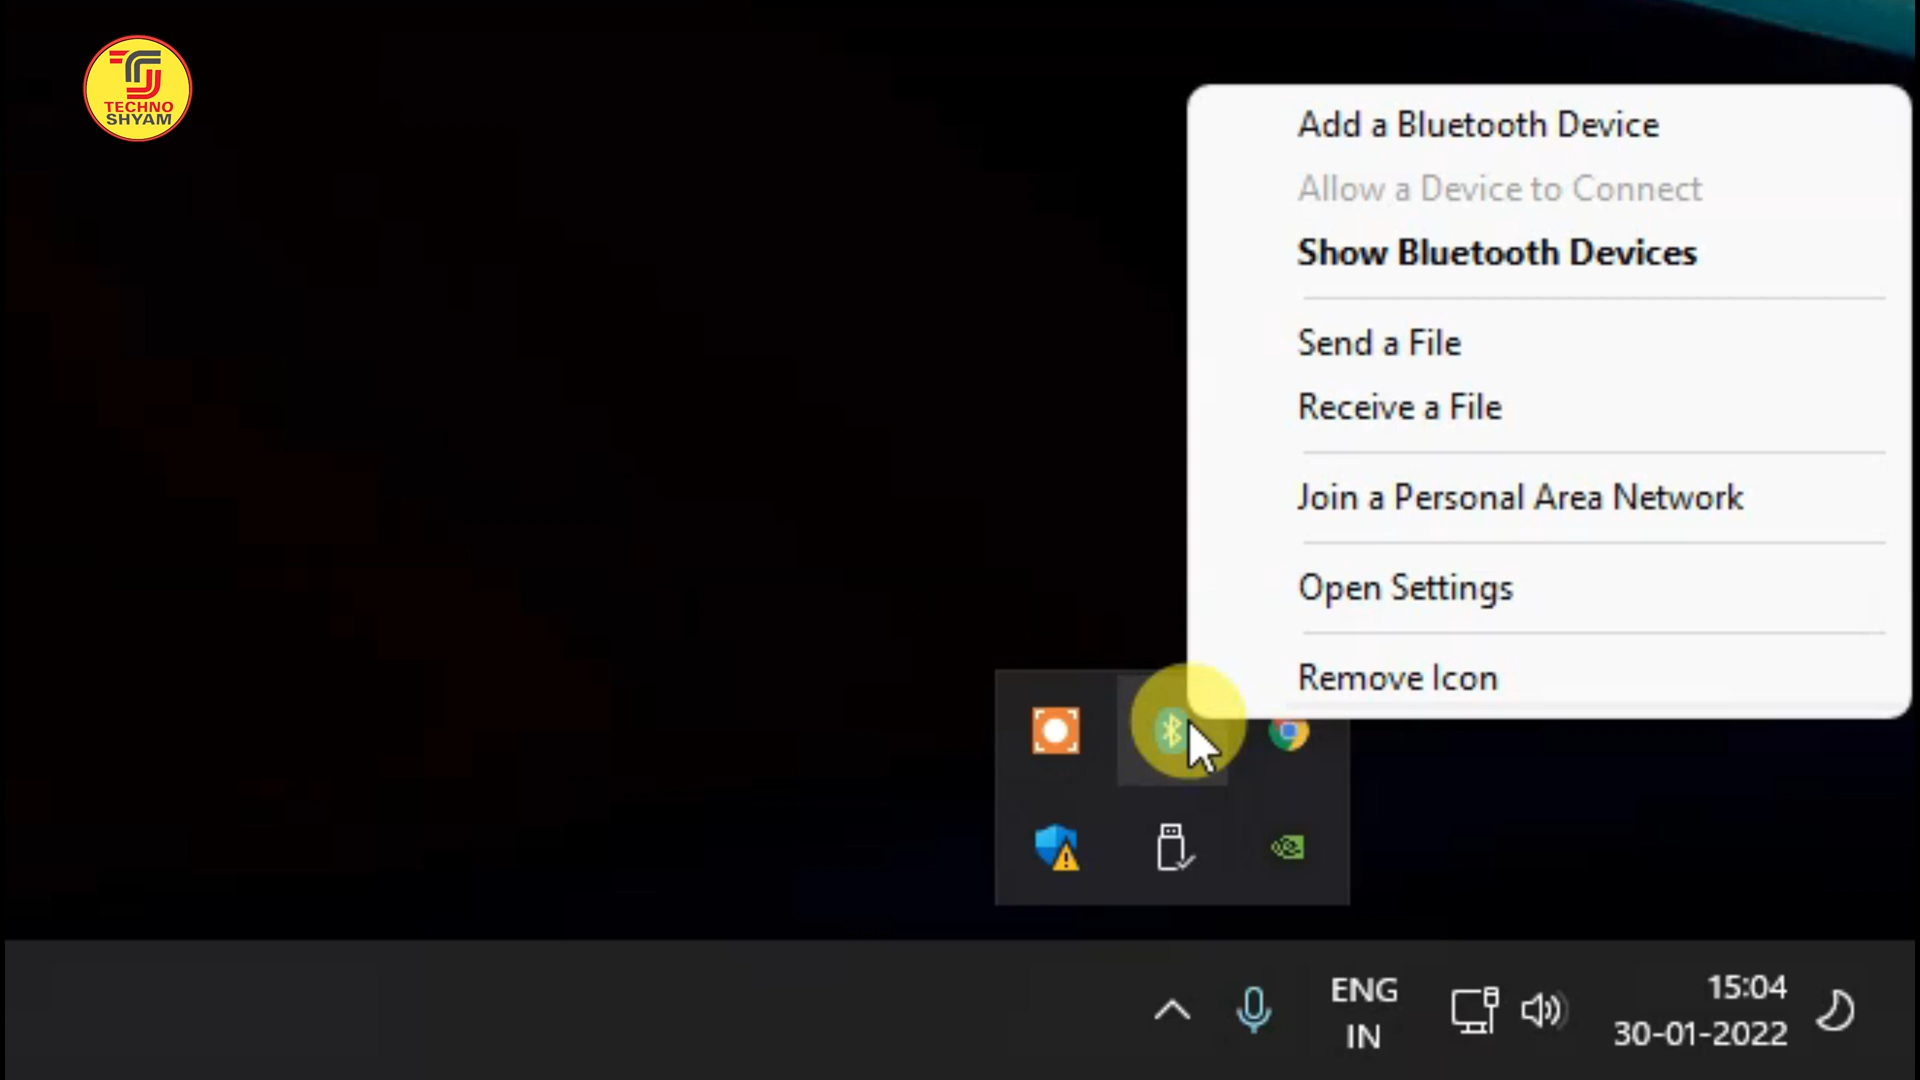 TECHNO
SHYAM
Add a Bluetooth Device
Allow a Device to Connect
Show Bluetooth Devices
Send a File
Receive a File
Join a Personal Area Network
Open Settings
Remove Icon
ENG
IN
15:04
30-01-2022